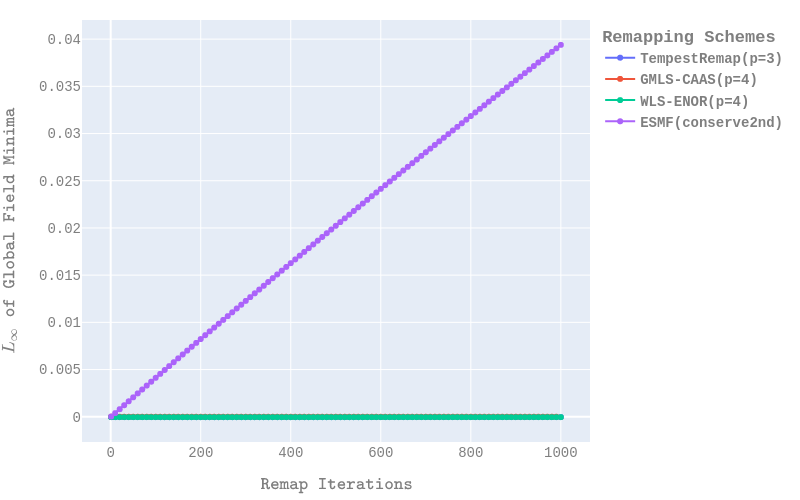 0.04
0.035
0.03
0.025
0.02
0.015
0.01
0.005
0
0 200 400 600 800 1000
Remap Iterations
L∞ of Global Field Minima
Remapping Schemes
TempestRemap(p=3)
GMLS-CAAS(p=4)
WLS-ENOR(p=4)
ESMF(conserve2nd)